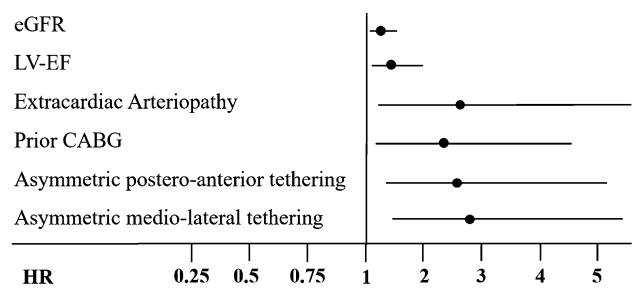 eGFR
LV-EF
Extracardiac Arteriopathy
Prior CABG
Asymmetric postero-anterior tethering
Asymmetric medio-lateral tethering
HR 0.25 0.5 0.75 1 2 3 4 5